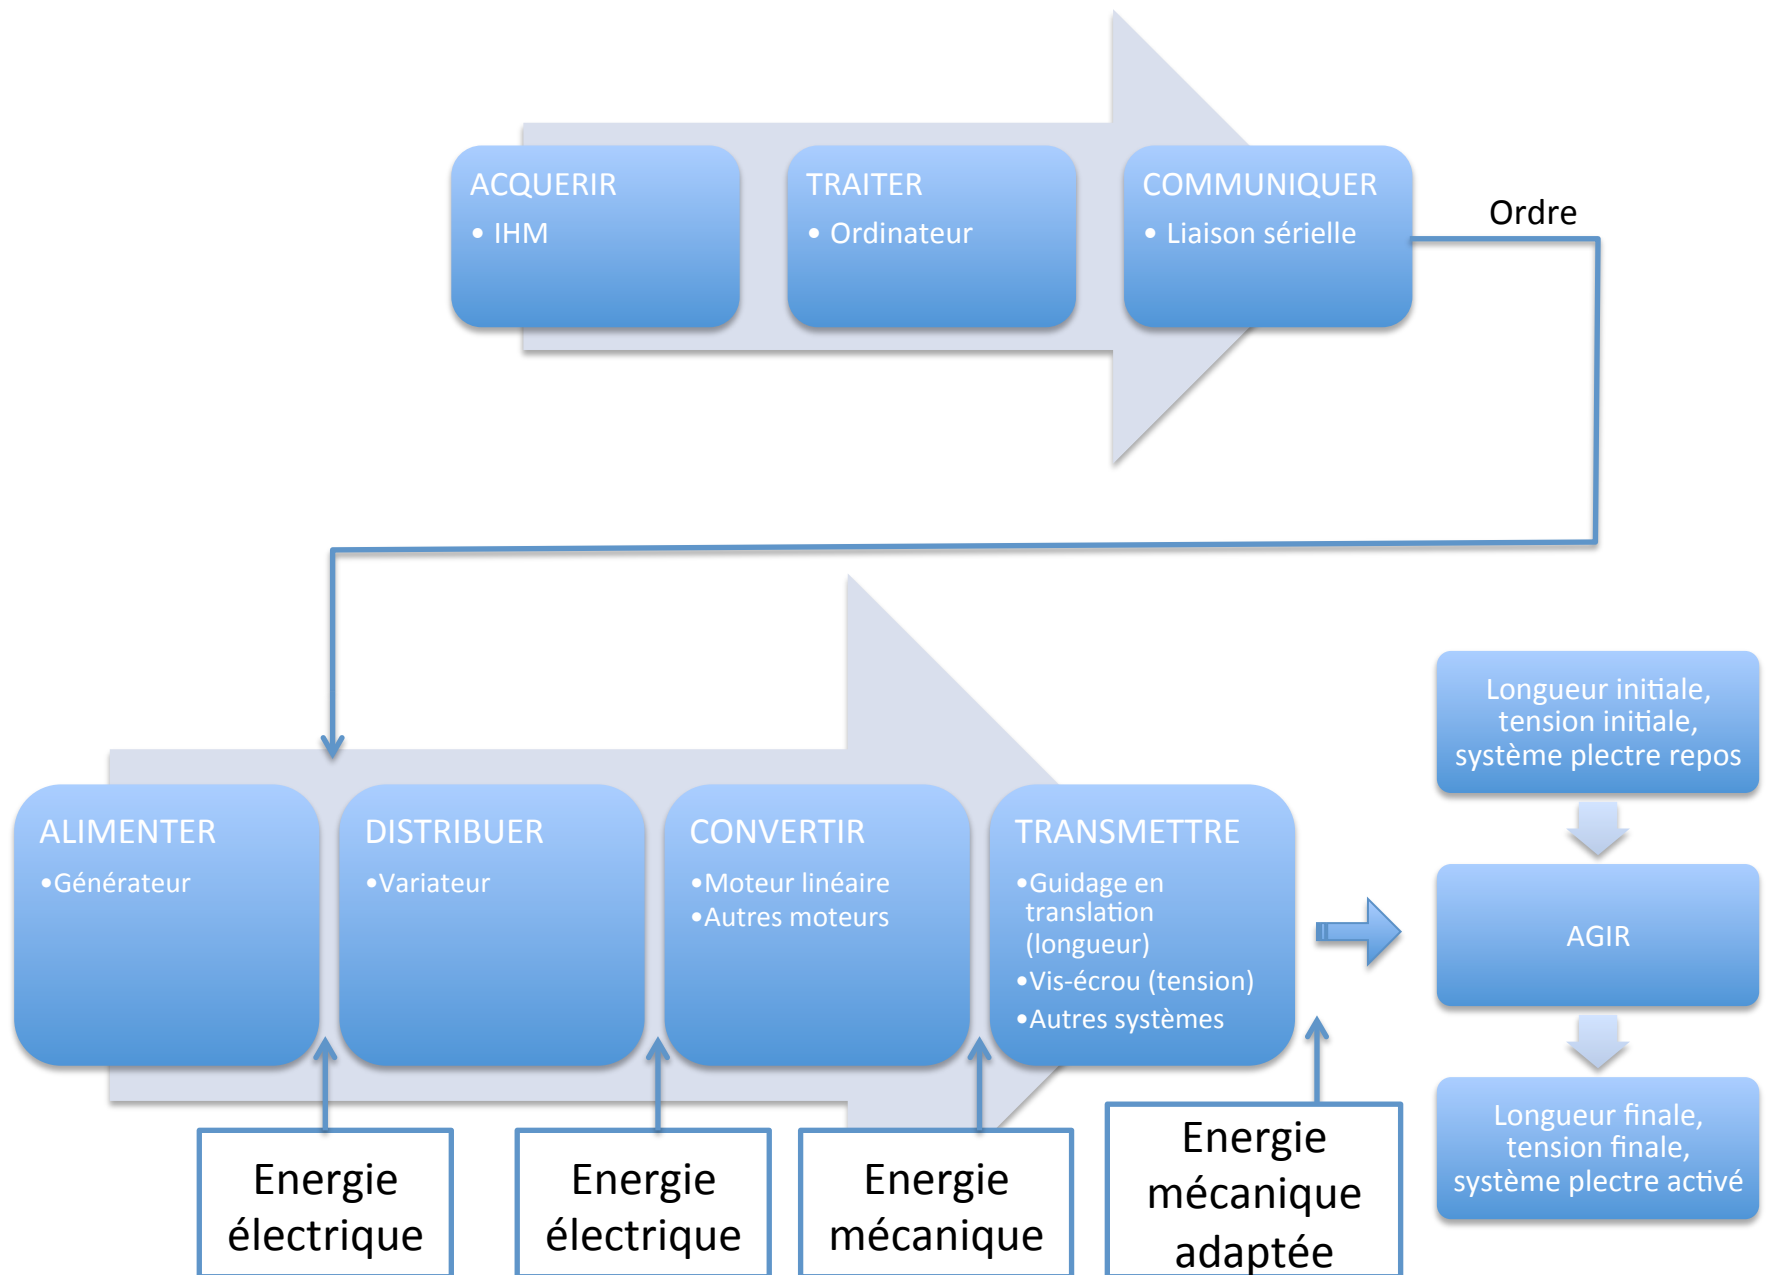 ACQUERIR
• IHM
TRAITER
• Ordinateur
COMMUNIQUER
• Liaison sérielle
Ordre
ALIMENTER
•Générateur
DISTRIBUER
•Variateur
CONVERTIR
•Moteur linéaire
•Autres moteurs
TRANSMETTRE
•Guidage en
translation
(longueur)
•Vis-écrou (tension)
•Autres systèmes
Longueur initiale,
tension initiale,
système plectre repos
AGIR
Longueur finale,
tension finale,
système plectre activé
Energie
électrique
Energie
électrique
Energie
mécanique
Energie
mécanique
adaptée